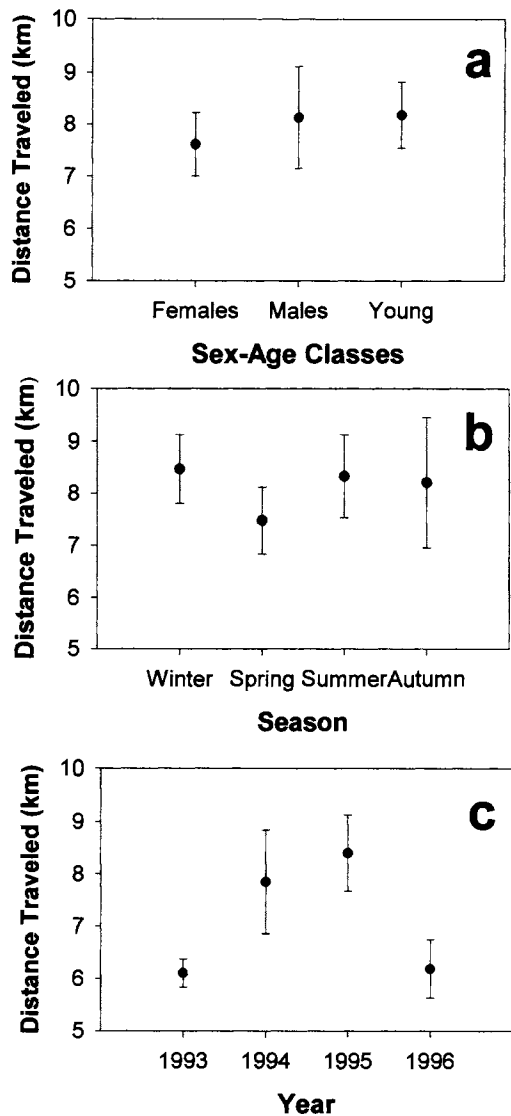 10
a
9
8
7
6
5
Distance Traveled (km)
Females Males Young
Sex-Age Classes
10
b
9
8
7
6
5
Distance Traveled (km)
Winter Spring SummerAutumn
Season
10
c
9
8
7
6
5
Distance Traveled (km)
1993 1994 1995 1996
Year